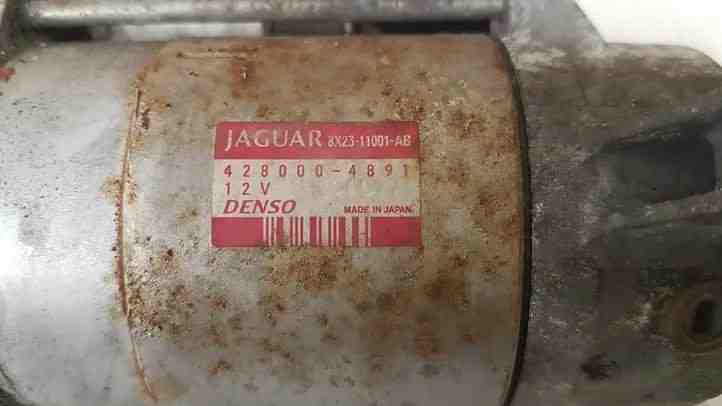 JAGUAR 8X23-11001-AB
428000-4891
12V
DENSO MADE IN JAPAN